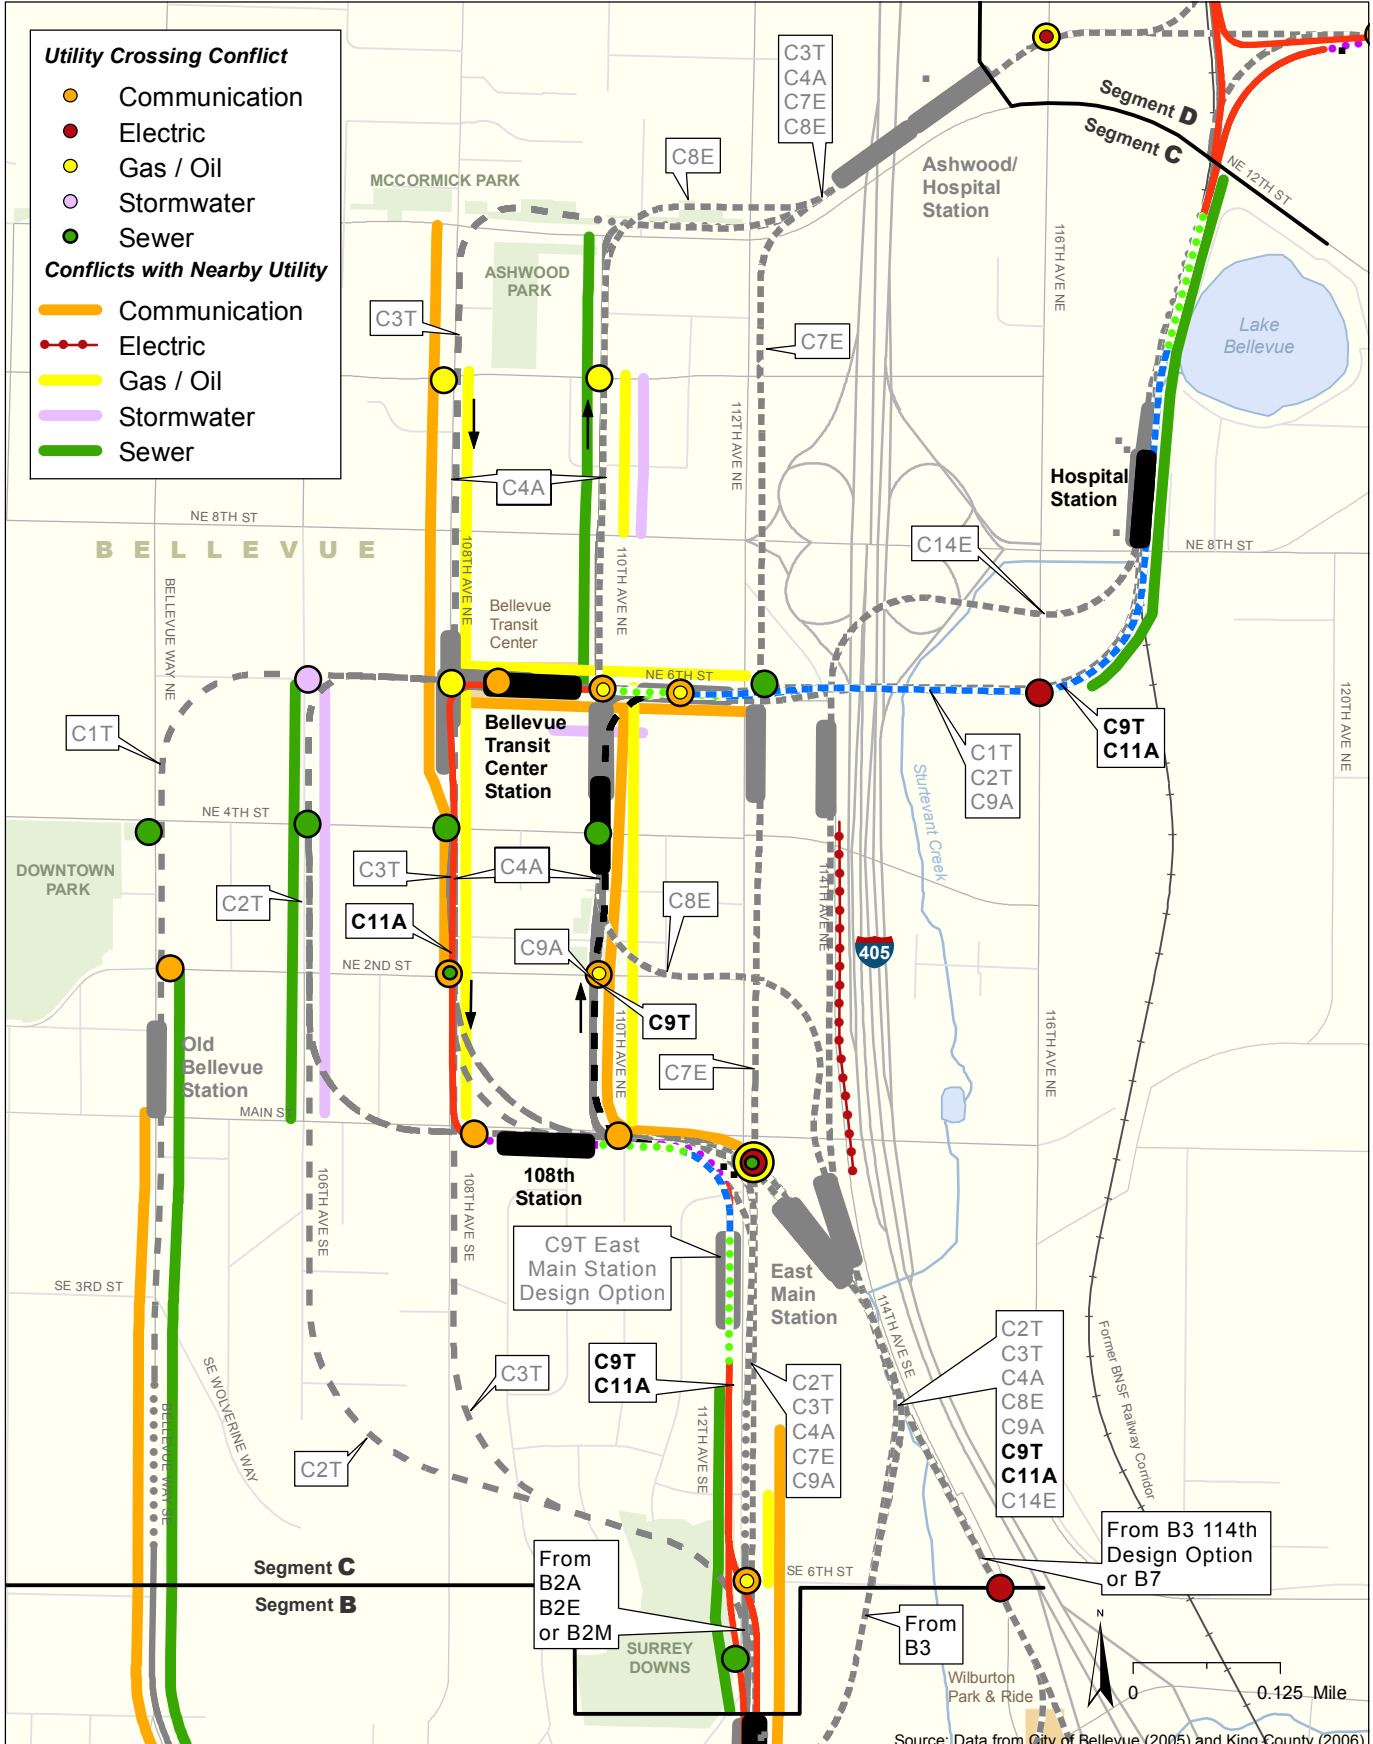 Utility Crossing Conflict
Communication
Electric
Gas / Oil
Stormwater
Sewer
Conflicts with Nearby Utility
Communication
Electric
Gas / Oil
Stormwater
Sewer
C3T
C4A
C7E
C8E
Segment D
Segment C
NE 12TH ST
C8E
MCCORMICK PARK
Ashwood/
Hospital
Station
116TH AVE NE
ASHWOOD
PARK
C3T
C7E
Lake
Bellevue
112TH AVE NE
C4A
Hospital
Station
NE 8TH ST
NE 8TH ST
BELLEVUE
C14E
108TH AVE NE
110TH AVE NE
BELLEVUE WAY NE
Bellevue
Transit
Center
NE 6TH ST
120TH AVE NE
C1T
Bellevue
Transit
Center
Station
C1T
C2T
C9A
C9T
C11A
Sturtevant Creek
NE 4TH ST
DOWNTOWN
PARK
C3T
C4A
C2T
C8E
114TH AVE NE
C11A
C9A
405
NE 2ND ST
C9T
110TH AVE NE
116TH AVE NE
Old
Bellevue
Station
C7E
MAIN ST
108th
Station
106TH AVE SE
108TH AVE SE
C9T East
Main Station
Design Option
East
Main
Station
SE 3RD ST
114TH AVE SE
C2T
C3T
C4A
C8E
C9A
C9T
C11A
C14E
Former BNSF Railway Corridor
SE WOLVERINE WAY
C3T
C9T
C11A
C2T
C3T
C4A
C7E
C9A
BELLEVUE WAY SE
112TH AVE SE
C2T
From B3 114th
Design Option
or B7
Segment C
Segment B
From
B2A
B2E
or B2M
SE 6TH ST
From
B3
SURREY
DOWNS
Wilburton
Park & Ride
N
0 0.125 Mile
Source: Data from City of Bellevue (2005) and King County (2006)